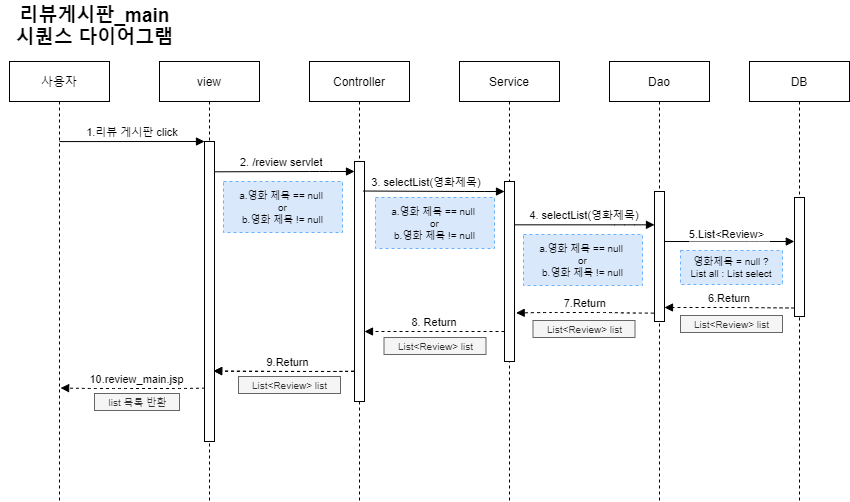 리뷰게시판_main
시퀀스 다이어그램
사용자
view
Controller
Service
Dao
DB
1.리뷰 게시판 click
2. /review servlet
a.영화 제목 == null
or
b.영화 제목 != null
3. selectList(영화제목)
a.영화 제목 == null
or
b.영화 제목 != null
4. selectList(영화제목)
a.영화 제목 == null
or
b.영화 제목 != null
5.List<Review>
영화제목 = null ?
List all : List select
6.Return
List<Review> list
7.Return
List<Review> list
8. Return
List<Review> list
9.Return
List<Review> list
10.review_main.jsp
list 목록 반환